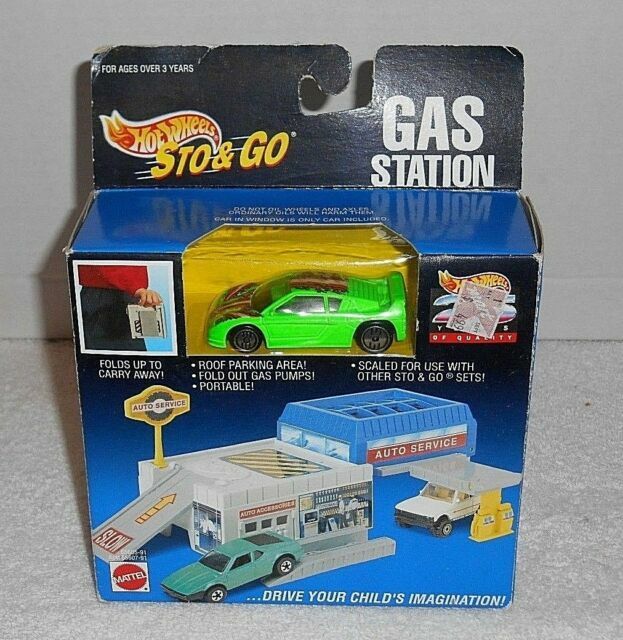 FOR AGES OVER 3 YEARS
Hot Wheels
STO & GO®
GAS
STATION
DO NOT OIL WHEELS AND AXLES.
ORDINARY OILS WILL HARM THEM.
CAR IN WINDOW IS ONLY CAR INCLUDED.
Hot Wheels
OF QUALITY
FOLDS UP TO
CARRY AWAY!
• ROOF PARKING AREA!
• FOLD OUT GAS PUMPS!
• PORTABLE!
• SCALED FOR USE WITH
OTHER STO & GO® SETS!
AUTO SERVICE
AUTO SERVICE
AUTO ACCESSORIES
SLOW
MATTEL
...DRIVE YOUR CHILD'S IMAGINATION!